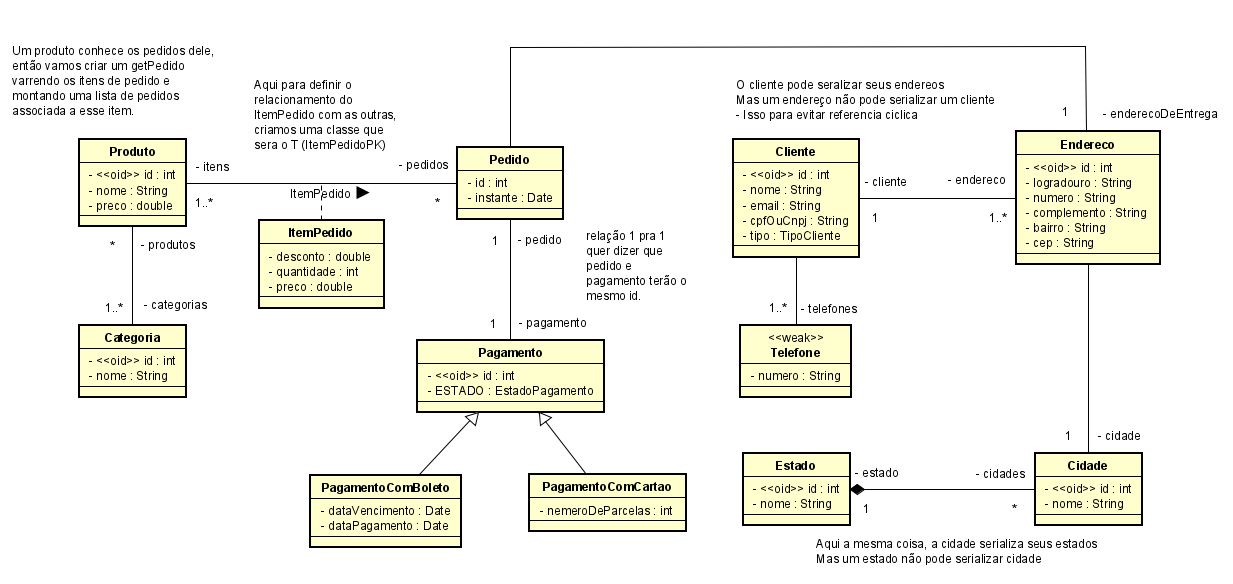 Um produto conhece os pedidos dele,
então vamos criar um getPedido
varrendo os itens de pedido e
montando uma lista de pedidos
associada a esse item.
Aqui para definir o
relacionamento do
ItemPedido com as outras,
criamos uma classe que
sera o T (ItemPedidoPK)
O cliente pode seralizar seus endereos
Mas um endereço não pode serializar um cliente
- Isso para evitar referencia ciclica
1
- enderecoDeEntrega
Produto
- <<oid>> id : int
- nome : String
- preco : double
- itens
1..*
ItemPedido
- pedidos
*
Pedido
- id : int
- instante : Date
Cliente
- <<oid>> id : int
- nome : String
- email : String
- cpfOuCnpj : String
- tipo : TipoCliente
- cliente
1
- endereco
1..*
Endereco
- <<oid>> id : int
- logradouro : String
- numero : String
- complemento : String
- bairro : String
- cep : String
* - produtos
1..* - categorias
ItemPedido
- desconto : double
- quantidade : int
- preco : double
1 - pedido
relação 1 pra 1
quer dizer que
pedido e
pagamento terão o
mesmo id.
1 - pagamento
1..* - telefones
Categoria
- <<oid>> id : int
- nome : String
Pagamento
- <<oid>> id : int
- ESTADO : EstadoPagamento
<<weak>>
Telefone
- numero : String
1 - cidade
PagamentoComBoleto
- dataVencimento : Date
- dataPagamento : Date
PagamentoComCartao
- nemeroDeParcelas : int
Estado
- <<oid>> id : int
- nome : String
- estado
1
- cidades
*
Cidade
- <<oid>> id : int
- nome : String
Aqui a mesma coisa, a cidade serializa seus estados
Mas um estado não pode serializar cidade